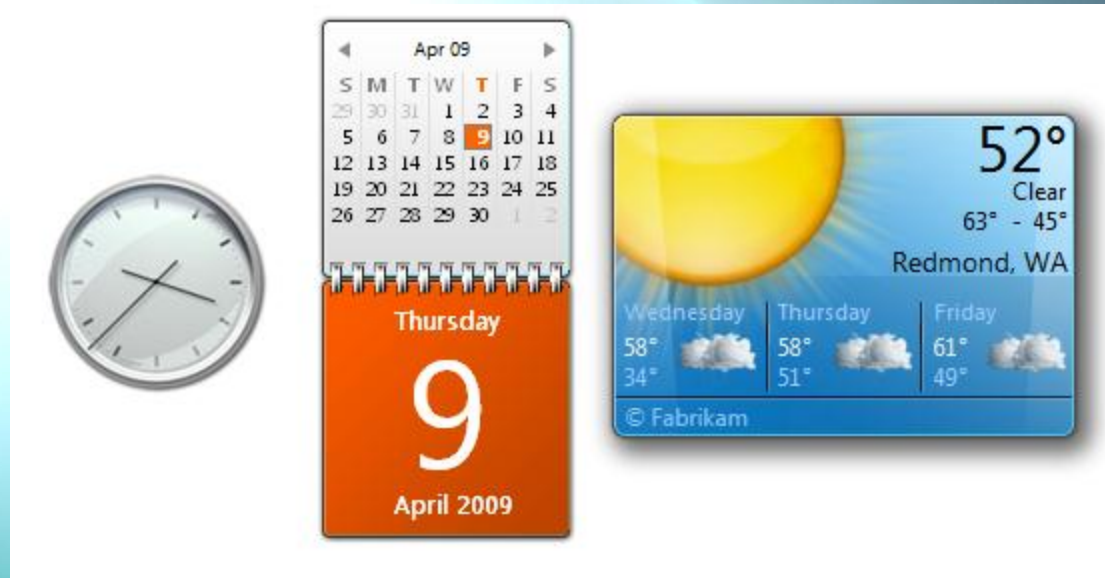 Apr 09
S M T W T F S
29 30 31 1 2 3 4
5 6 7 8 9 10 11
12 13 14 15 16 17 18
19 20 21 22 23 24 25
26 27 28 29 30 1 2
Thursday
9
April 2009
52°
Clear
63° - 45°
Redmond, WA
Wednesday Thursday Friday
58° 58° 61°
34° 51° 49°
© Fabrikam